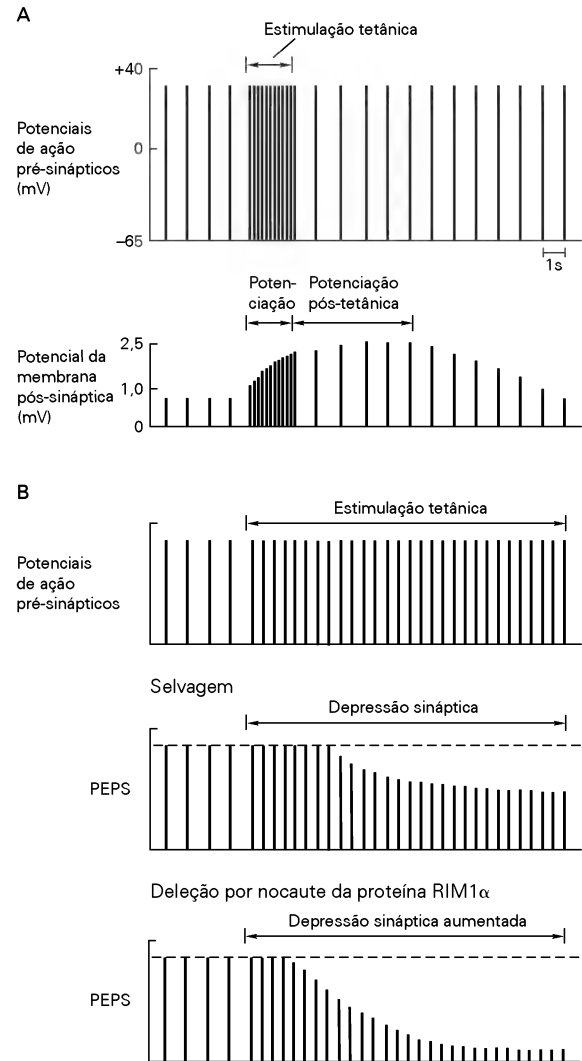 A
Estimulação tetânica
+40
Potenciais
de ação
pré-sinápticos
(mV)
0
–65
1s
Poten-
ciação
Potenciação
pós-tetânica
Potencial da
membrana
pós-sináptica
(mV)
2,5
1,0
0
B
Estimulação tetânica
Potenciais
de ação
pré-sinápticos
Selvagem
Depressão sináptica
PEPS
Deleção por nocaute da proteína RIM1α
Depressão sináptica aumentada
PEPS